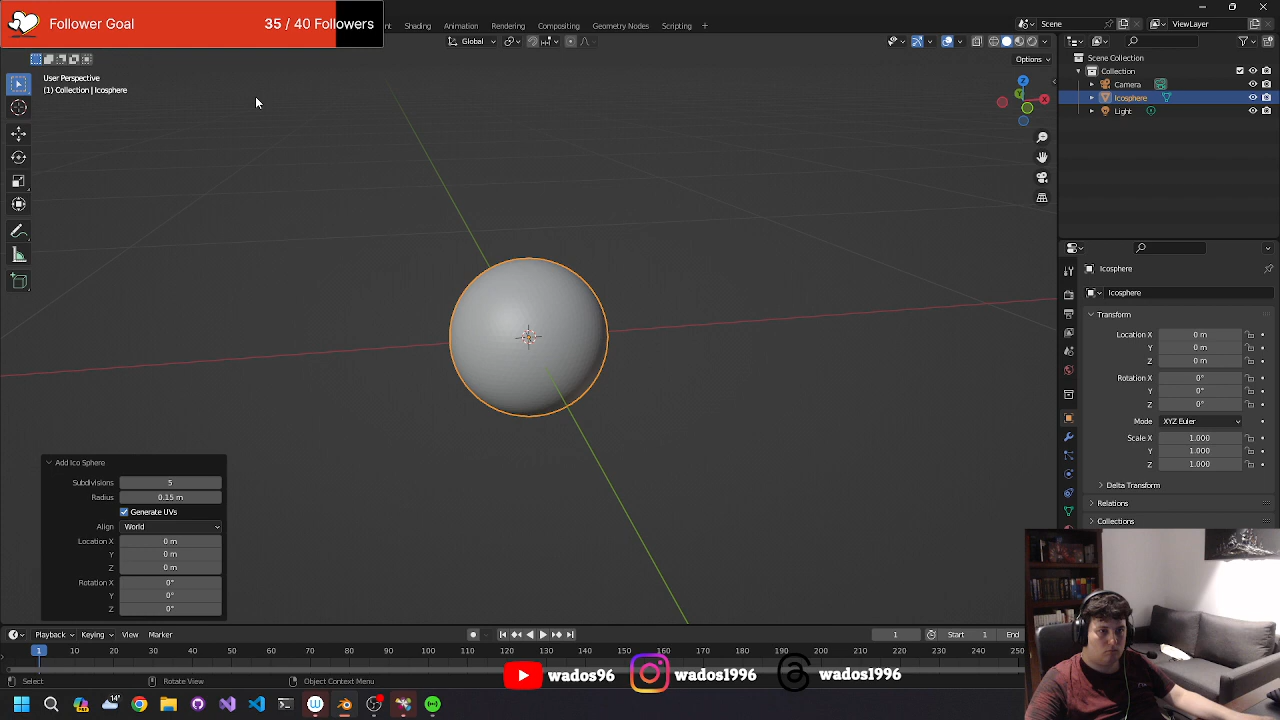 Follower Goal
35 / 40 Followers
Shading
Animation
Rendering
Compositing
Geometry Nodes
Scripting
+
Scene
ViewLayer
Global
Options
User Perspective
(1) Collection | Icosphere
Z
Y
X
Scene Collection
Collection
Camera
Icosphere
Light
Icosphere
Icosphere
Transform
Location X 0 m
Y 0 m
Z 0 m
Rotation X 0°
Y 0°
Z 0°
Mode XYZ Euler
Scale X 1.000
Y 1.000
Z 1.000
Delta Transform
Relations
Collections
Add Ico Sphere
Subdivisions 5
Radius 0.15 m
Generate UVs
Align World
Location X 0 m
Y 0 m
Z 0 m
Rotation X 0°
Y 0°
Z 0°
Playback Keying View Marker
1
Start 1
End
1 10 20 30 40 50 60 70 80 90 100 110 120 130 140 150 160 170 180 190 200 210 220 230 240 250
Select
Rotate View
Object Context Menu
wados96
wados1996
wados1996
14°